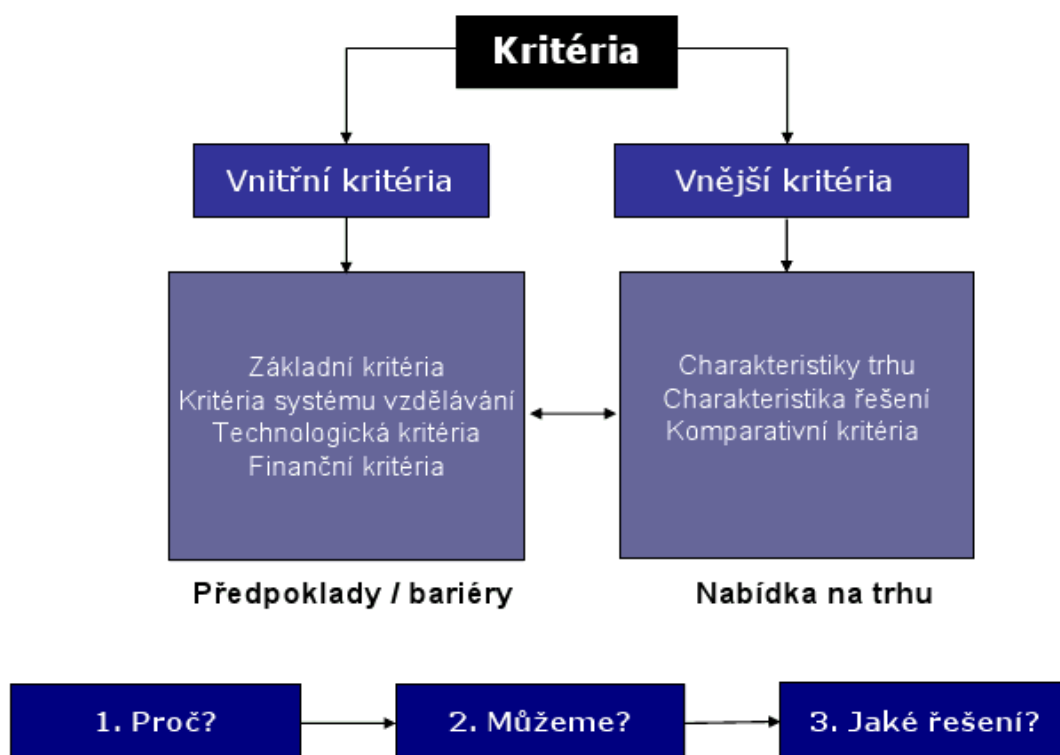 Kritéria
Vnitřní kritéria
Vnější kritéria
Základní kritéria
Kritéria systému vzdělávání
Technologická kritéria
Finanční kritéria
Charakteristiky trhu
Charakteristika řešení
Komparativní kritéria
Předpoklady / bariéry
Nabídka na trhu
1. Proč?
2. Můžeme?
3. Jaké řešení?